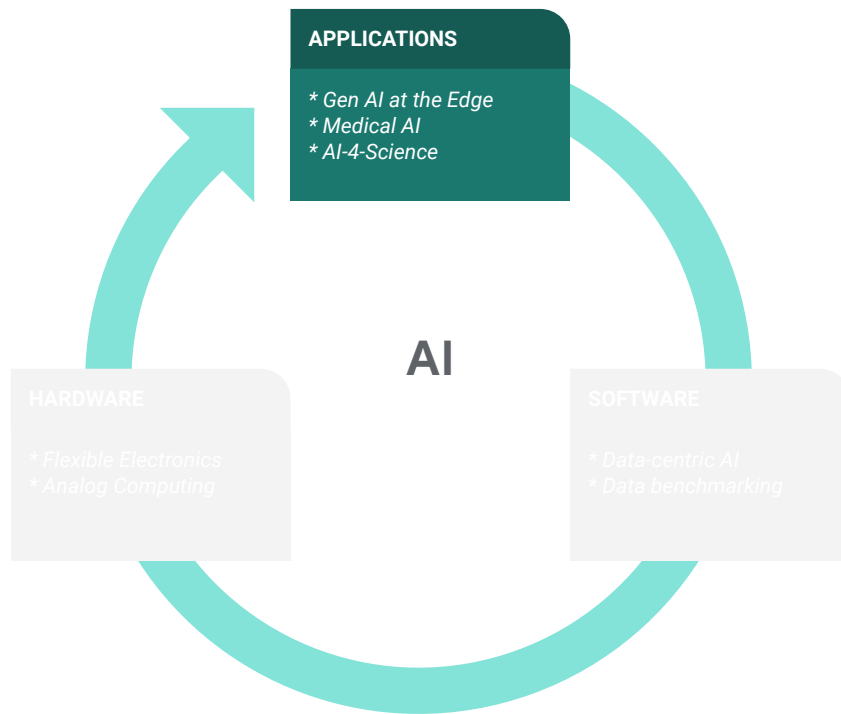 APPLICATIONS
* Gen AI at the Edge
* Medical AI
* AI-4-Science
AI
HARDWARE
* Flexible Electronics
* Analog Computing
SOFTWARE
* Data-centric AI
* Data benchmarking